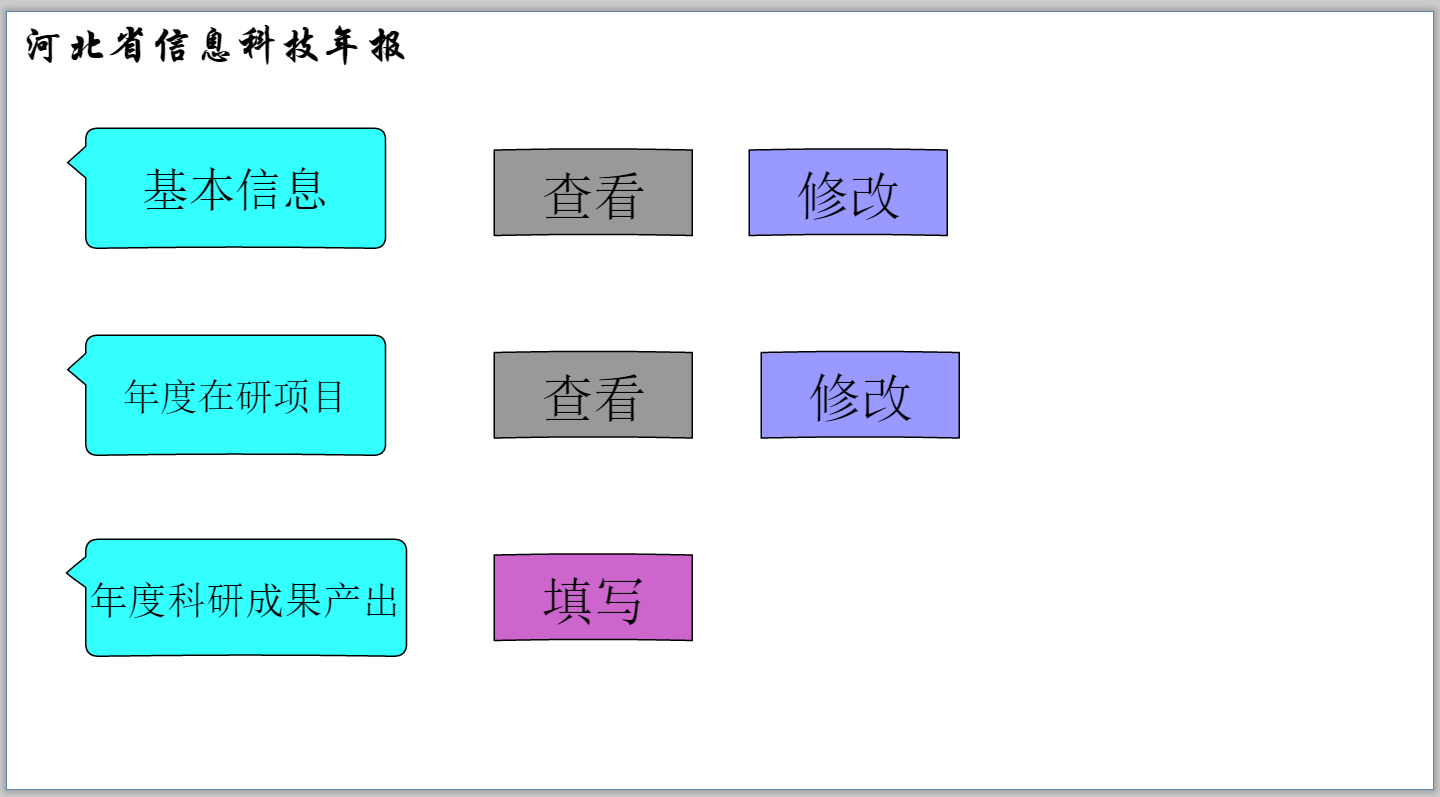 河北省信息科技年报
基本信息
查看
修改
年度在研项目
查看
修改
年度科研成果产出
填写